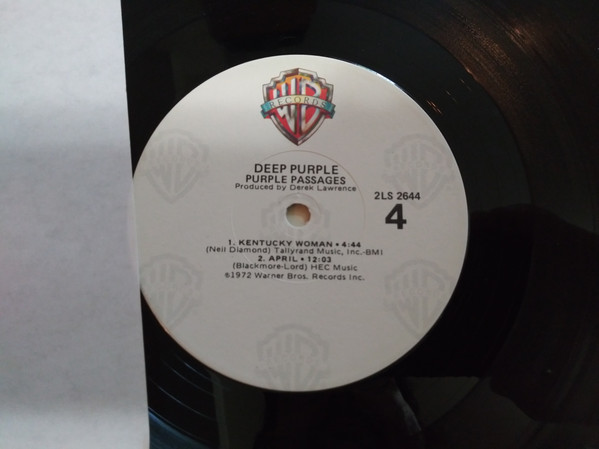 RECORDS
DEEP PURPLE
PURPLE PASSAGES
Produced by Derek Lawrence
2LS 2644
4
1. KENTUCKY WOMAN • 4:44
(Neil Diamond) Tallyrand Music, Inc.-BMI
2. APRIL • 12:03
(Blackmore-Lord) HEC Music
©1972 Warner Bros. Records Inc.